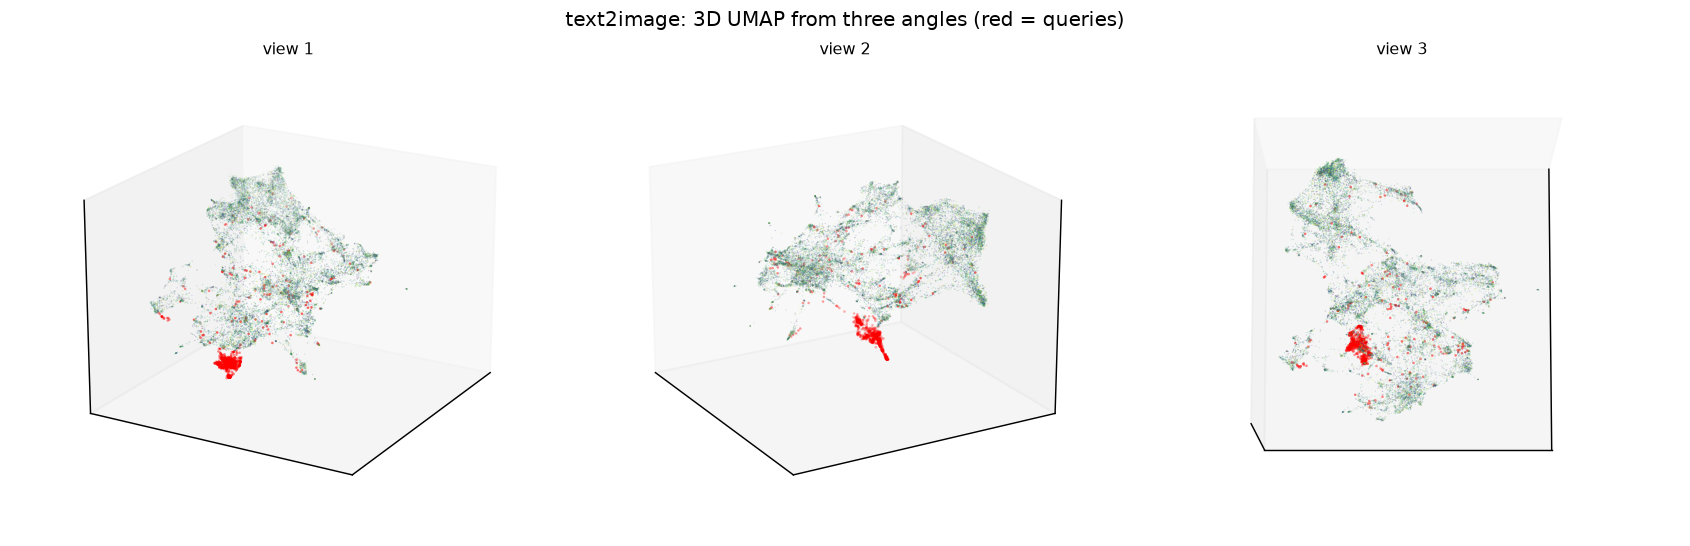 text2image: 3D UMAP from three angles (red = queries)
view 1
view 2
view 3